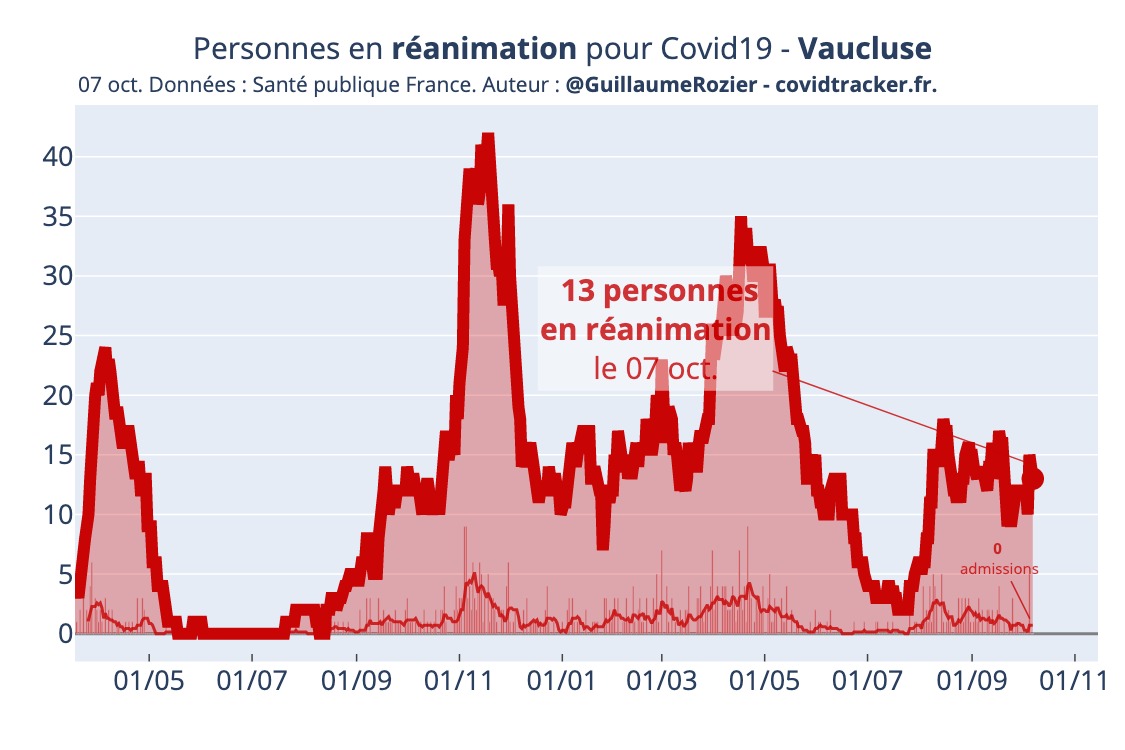 Personnes en réanimation pour Covid19 - Vaucluse
07 oct. Données : Santé publique France. Auteur : @GuillaumeRozier - covidtracker.fr.
40
35
30
25
20
15
10
5
0
13 personnes
en réanimation
le 07 oct.
0
admissions
01/05 01/07 01/09 01/11 01/01 01/03 01/05 01/07 01/09 01/11